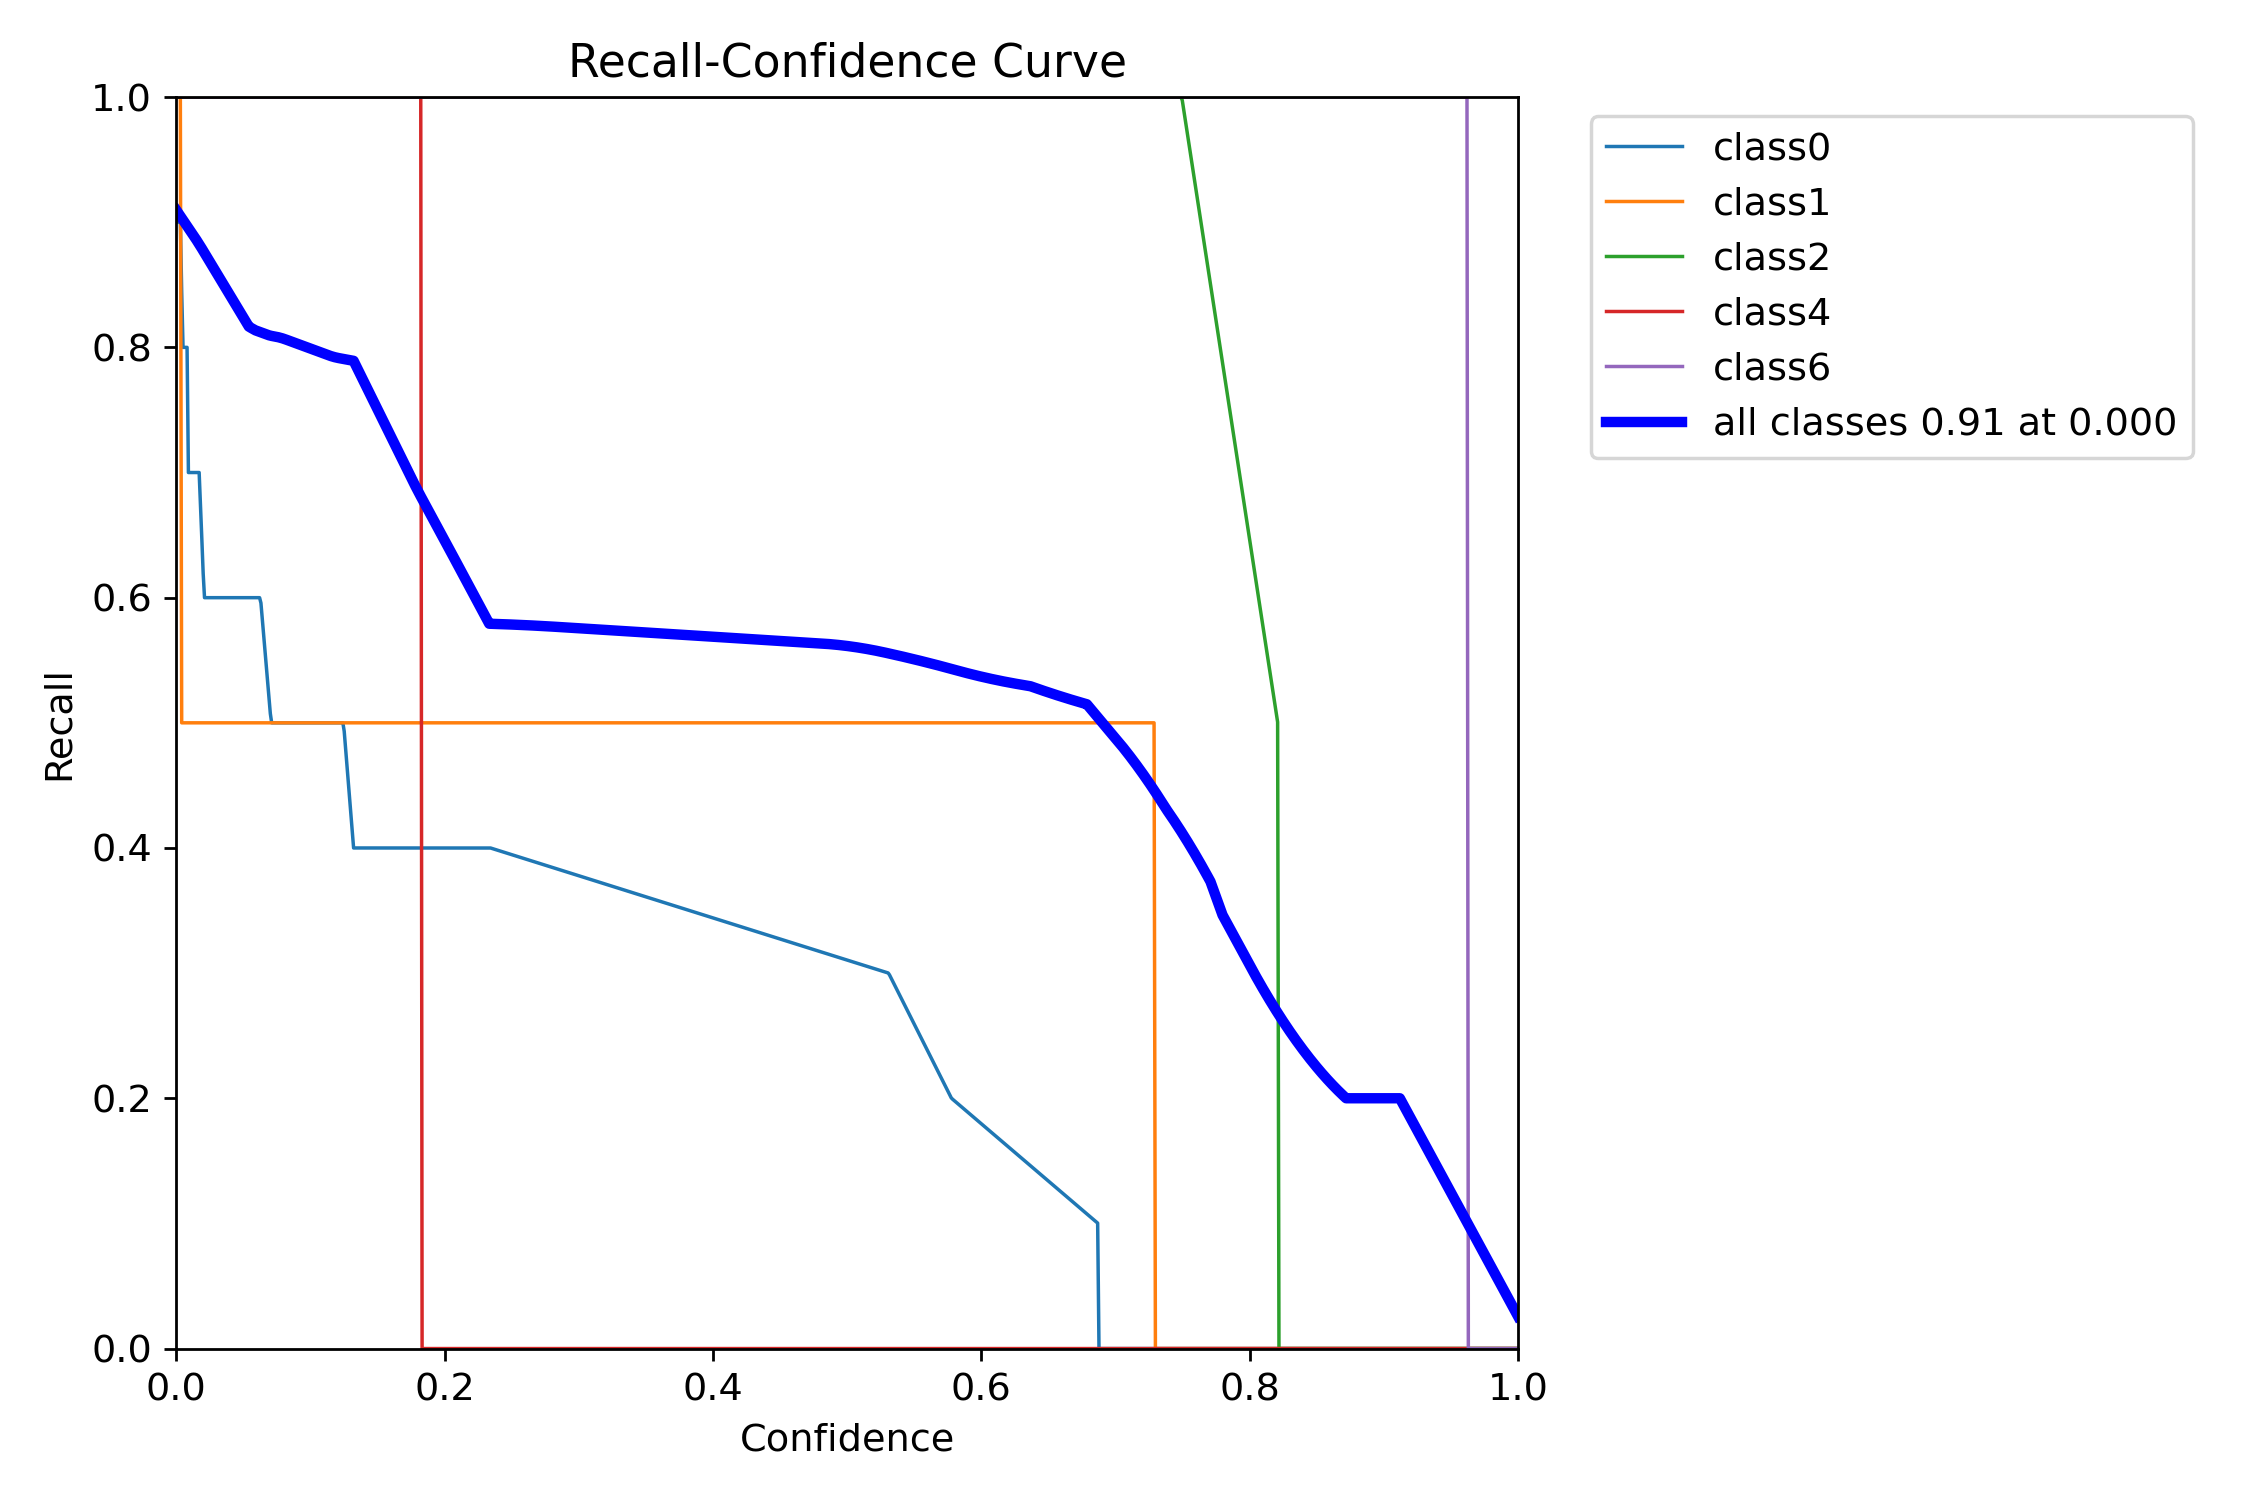 Recall-Confidence Curve
1.0
0.8
0.6
0.4
0.2
0.0
Recall
0.0 0.2 0.4 0.6 0.8 1.0
Confidence
class0
class1
class2
class4
class6
all classes 0.91 at 0.000